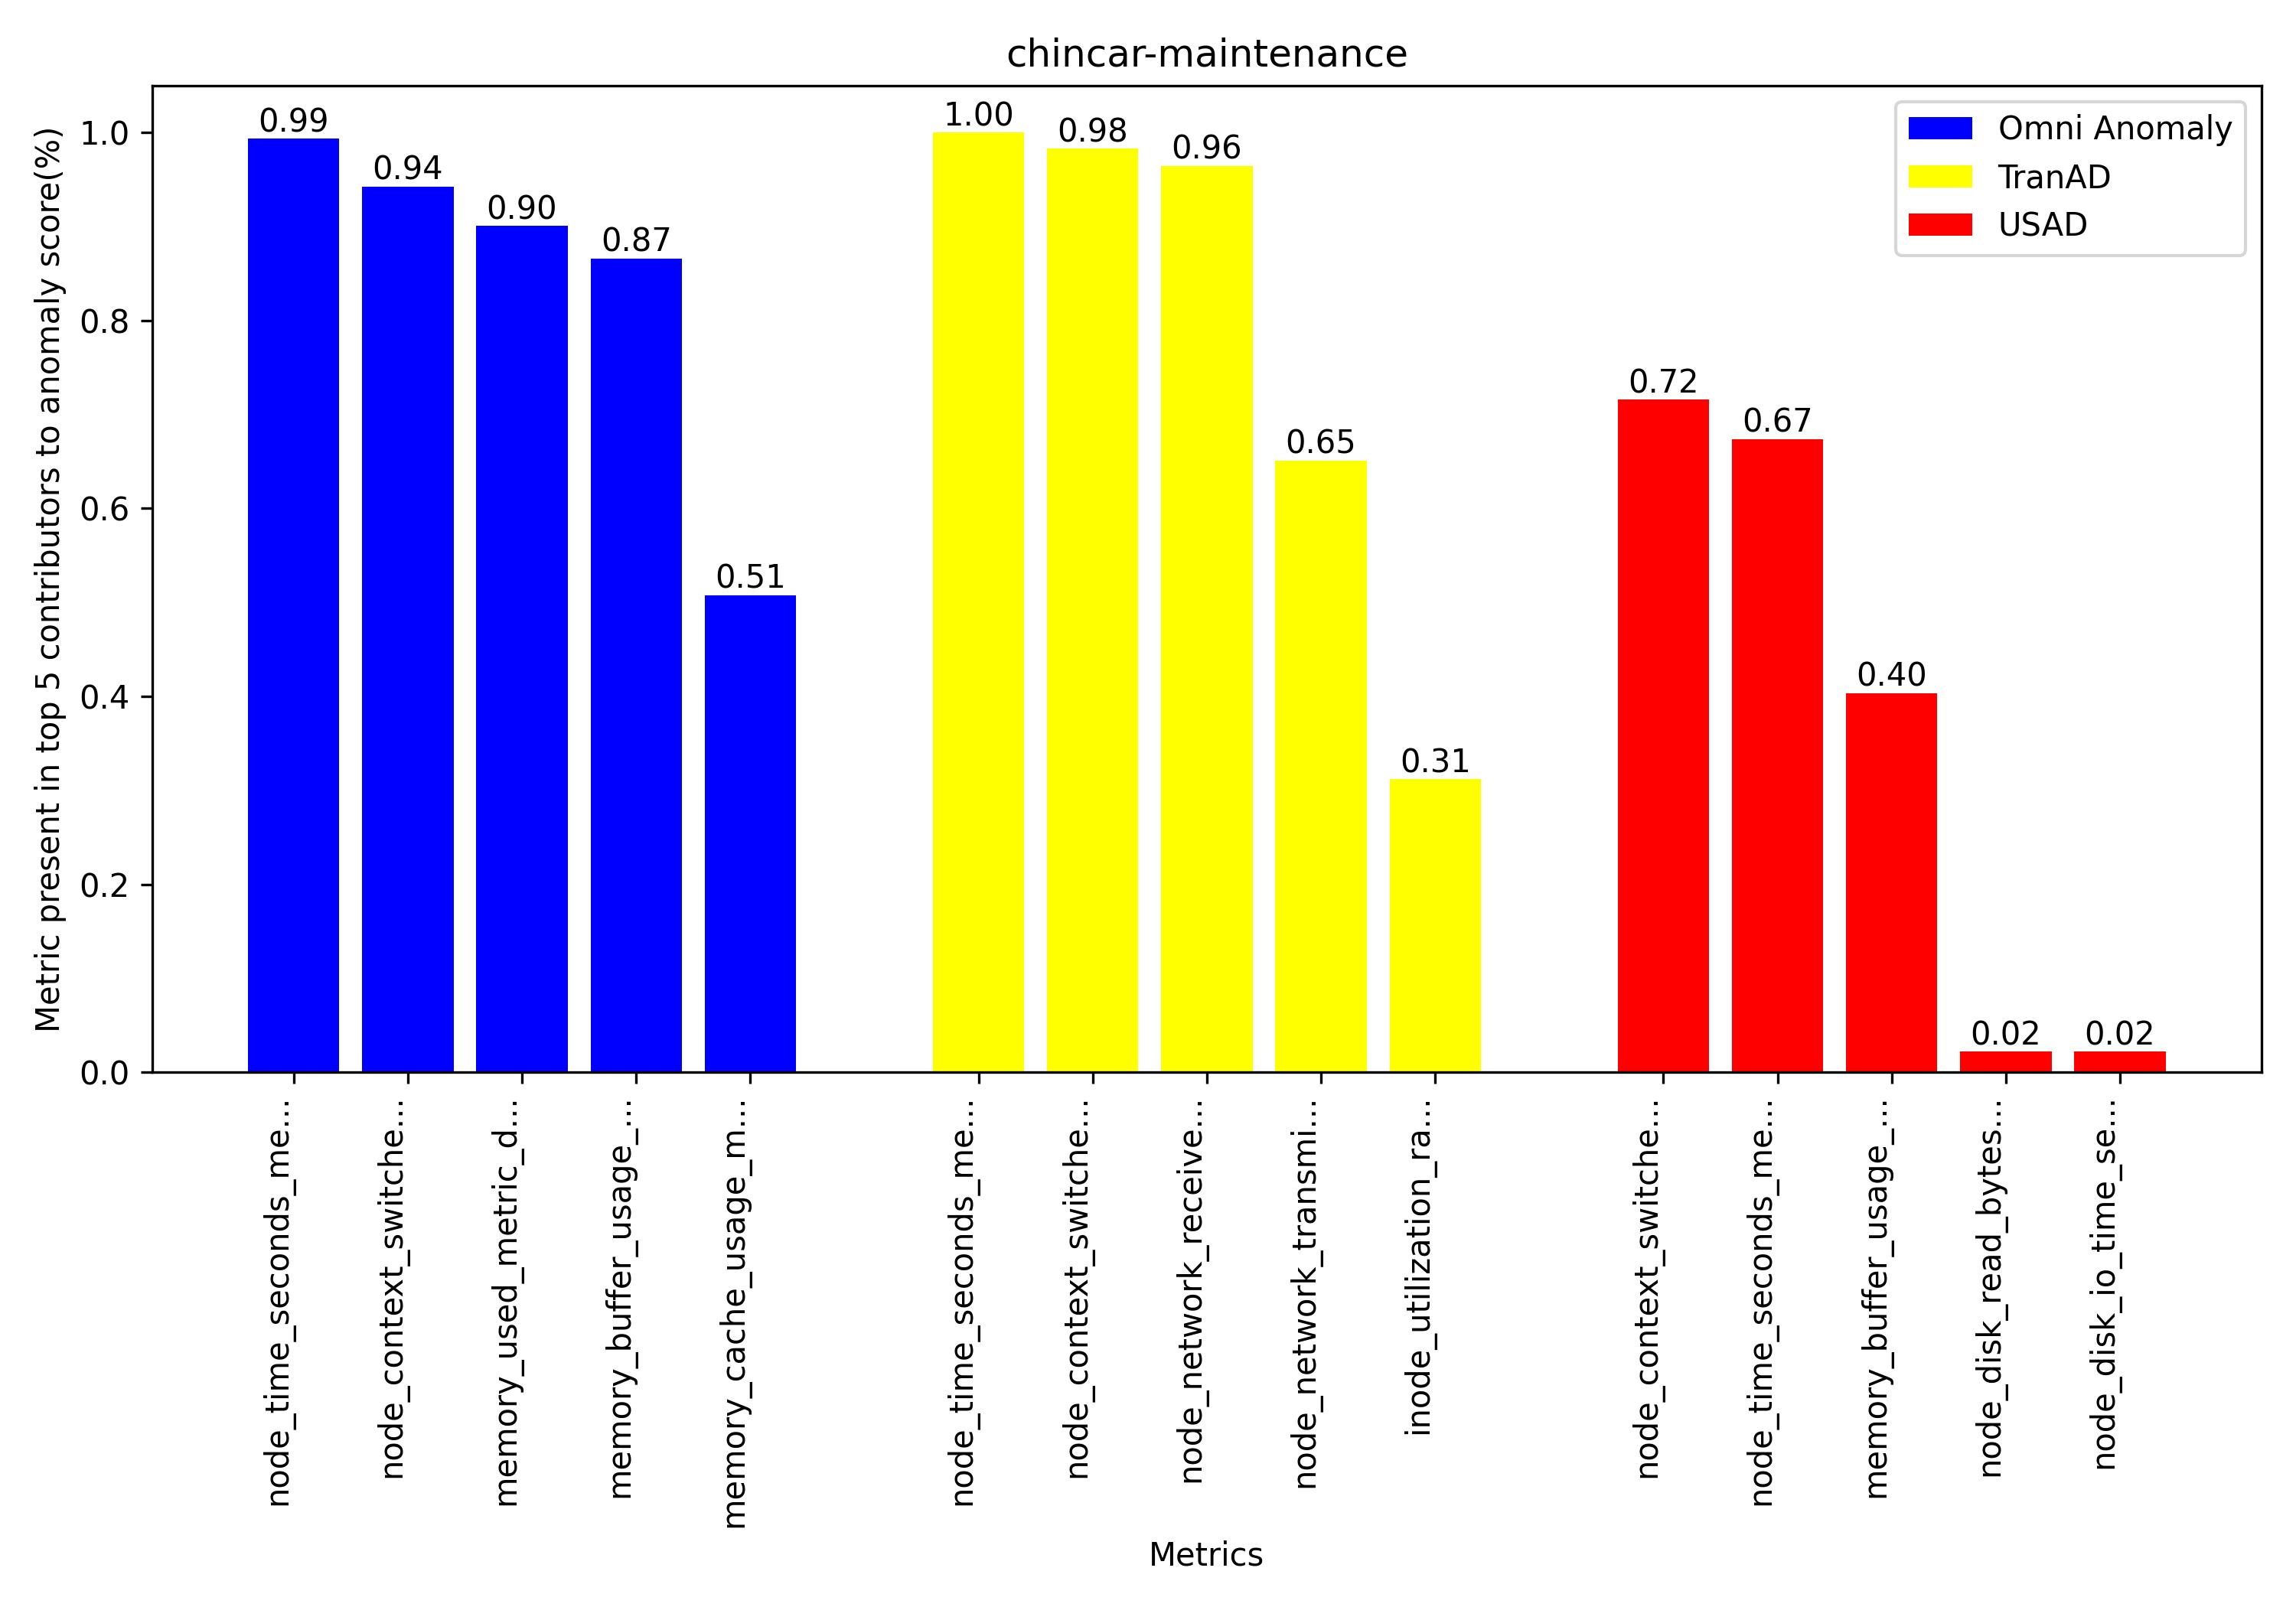 chincar-maintenance
Metric present in top 5 contributors to anomaly score(%)
1.0
0.8
0.6
0.4
0.2
0.0
0.99
0.94
0.90
0.87
0.51
1.00
0.98
0.96
0.65
0.31
0.72
0.67
0.40
0.02
0.02
Omni Anomaly
TranAD
USAD
node_time_seconds_me...
node_context_switche...
memory_used_metric_d...
memory_buffer_usage_...
memory_cache_usage_m...
node_time_seconds_me...
node_context_switche...
node_network_receive...
node_network_transmi...
inode_utilization_ra...
node_context_switche...
node_time_seconds_me...
memory_buffer_usage_...
node_disk_read_bytes...
node_disk_io_time_se...
Metrics